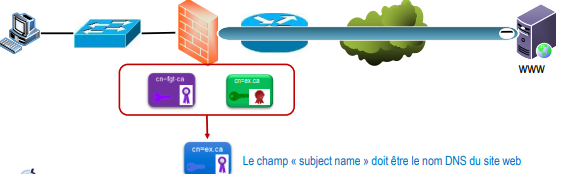 WWW
cn=fgt-ca
cn=ex.ca
cn=ex.ca
Le champ « subject name » doit être le nom DNS du site web